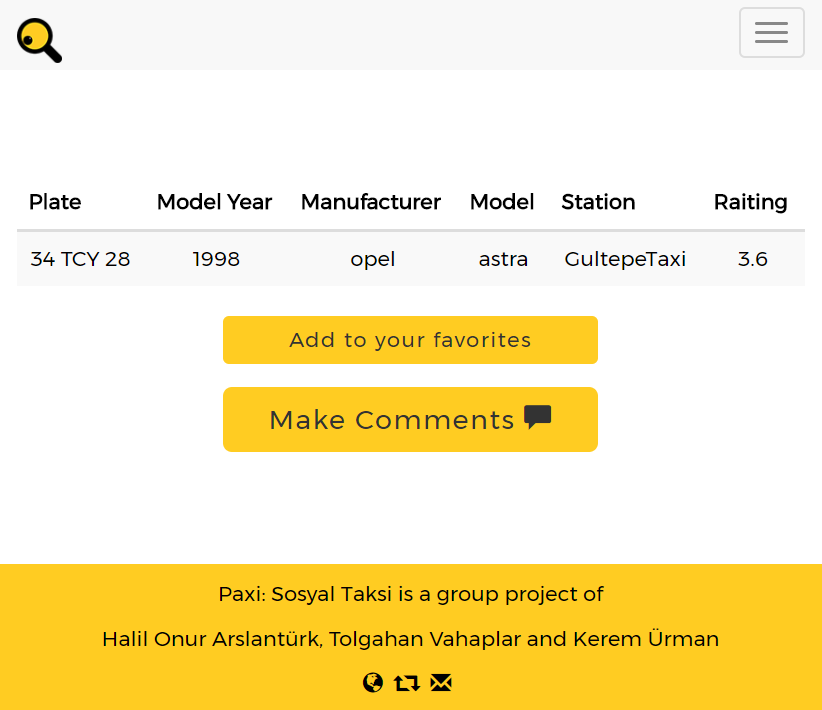 Plate Model Year Manufacturer Model Station Raiting
34 TCY 28 1998 opel astra GultepeTaxi 3.6
Add to your favorites
Make Comments
Paxi: Sosyal Taksi is a group project of
Halil Onur Arslantürk, Tolgahan Vahaplar and Kerem Ürman